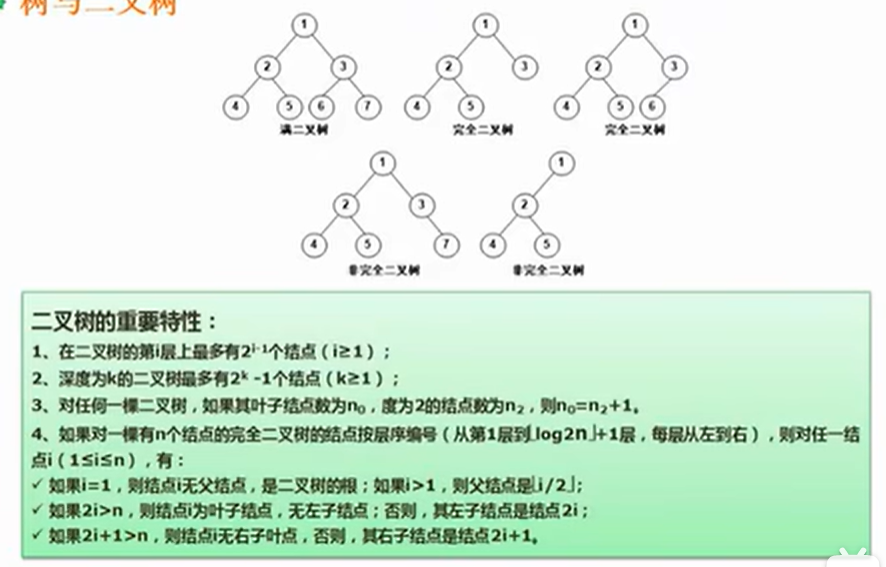 树与二叉树
1
1
1
2
3
2
3
2
3
4
5
6
7
4
5
4
5
6
满二叉树
完全二叉树
完全二叉树
1
1
2
3
2
4
5
7
4
5
非完全二叉树
非完全二叉树
二叉树的重要特性：
1、在二叉树的第i层上最多有2ⁱ⁻¹个结点（i≥1）；
2、深度为k的二叉树最多有2ᵏ -1个结点（k≥1）；
3、对任何一棵二叉树，如果其叶子结点数为n₀，度为2的结点数为n₂，则n₀=n₂+1。
4、如果对一棵有n个结点的完全二叉树的结点按层序编号（从第1层到⌊log2n⌋+1层，每层从左到右），则对任一结
点i（1≤i≤n），有：
✓ 如果i=1，则结点i无父结点，是二叉树的根；如果i>1，则父结点是⌊i/2⌋；
✓ 如果2i>n，则结点i为叶子结点，无左子结点；否则，其左子结点是结点2i；
✓ 如果2i+1>n，则结点i无右子叶点，否则，其右子结点是结点2i+1。